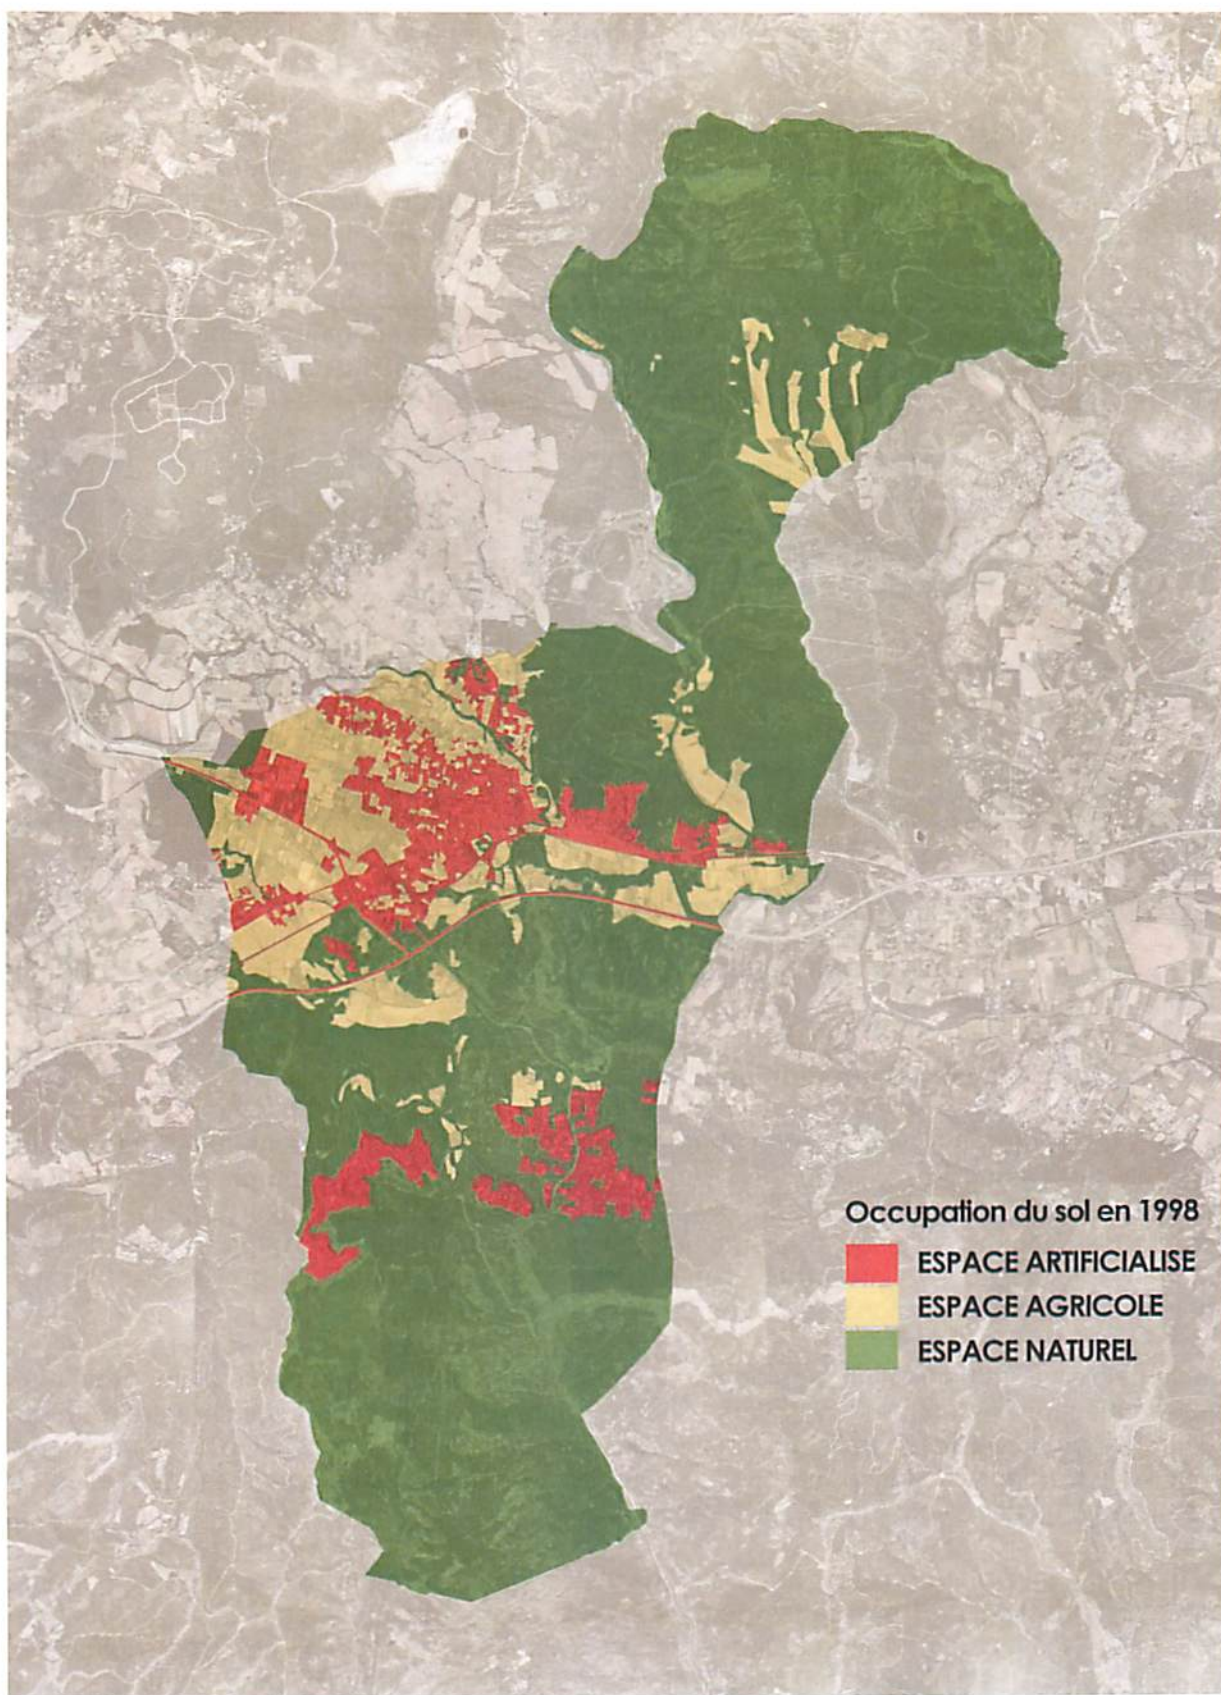 Occupation du sol en 1998
ESPACE ARTIFICIALISE
ESPACE AGRICOLE
ESPACE NATUREL